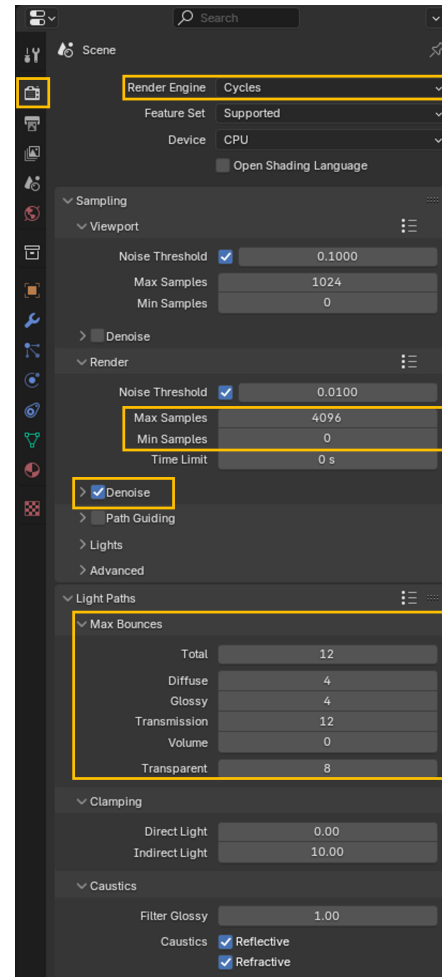 Search
Scene
Render Engine Cycles
Feature Set Supported
Device CPU
Open Shading Language
Sampling
Viewport
Noise Threshold 0.1000
Max Samples 1024
Min Samples 0
Denoise
Render
Noise Threshold 0.0100
Max Samples 4096
Min Samples 0
Time Limit 0 s
Denoise
Path Guiding
Lights
Advanced
Light Paths
Max Bounces
Total 12
Diffuse 4
Glossy 4
Transmission 12
Volume 0
Transparent 8
Clamping
Direct Light 0.00
Indirect Light 10.00
Caustics
Filter Glossy 1.00
Caustics Reflective
Refractive